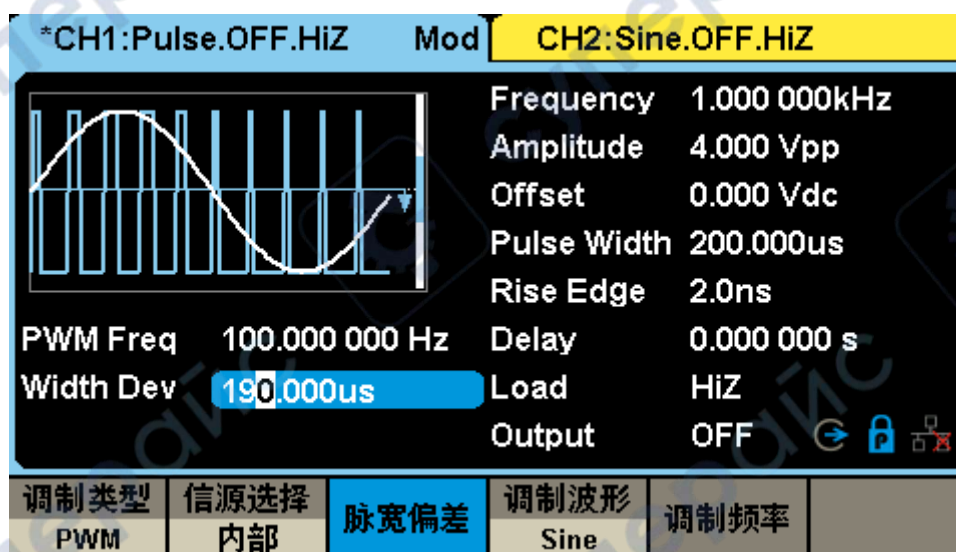 *CH1:Pulse.OFF.HiZ Mod CH2:Sine.OFF.HiZ
Frequency 1.000 000kHz
Amplitude 4.000 Vpp
Offset 0.000 Vdc
Pulse Width 200.000us
Rise Edge 2.0ns
PWM Freq 100.000 000 Hz Delay 0.000 000 s
Width Dev 190.000us Load HiZ
Output OFF
调制类型 信源选择 脉宽偏差 调制波形 调制频率
PWM 内部 Sine